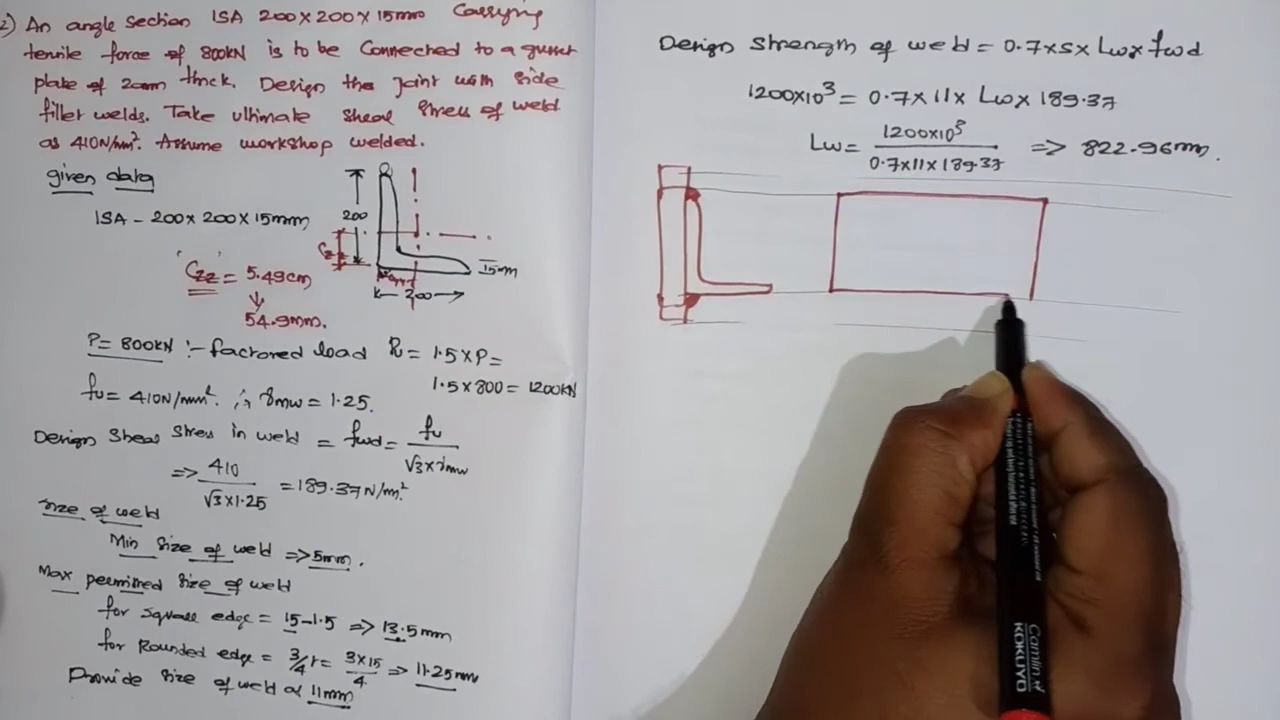 2) An angle section ISA 200×200×15mm Carrying
tensile force of 800kN is to be Connected to a gusset
plate of 20mm thick. Design the Joint with side
fillet welds. Take ultimate shear stress of weld
as 410N/mm². Assume workshop welded.
given data
ISA - 200×200×15mm
200
Czz
15mm
200
"Czz" = 5.49cm
54.9mm.
P = 800kN :- factored load Pu = 1.5×P =
1.5×800 = 1200kN
fu = 410N/mm². ;, γmw = 1.25.
Design Shear Stress in weld = fwd = fu/√3×γmw
=> 410/√3×1.25 = 189.37N/mm²
size of weld
Min size of weld => 5mm.
Max permitted size of weld
for square edge = 15-1.5 => 13.5mm
for Rounded edge = 3/4 t = 3×15/4 => 11.25mm
Provide size of weld as 11mm
Design Strength of weld = 0.7×S×Lw×fwd
1200×10³ = 0.7×11×Lw×189.37
Lw = 1200×10³/0.7×11×189.37 => 822.96mm.
Camlin
KOKUYO